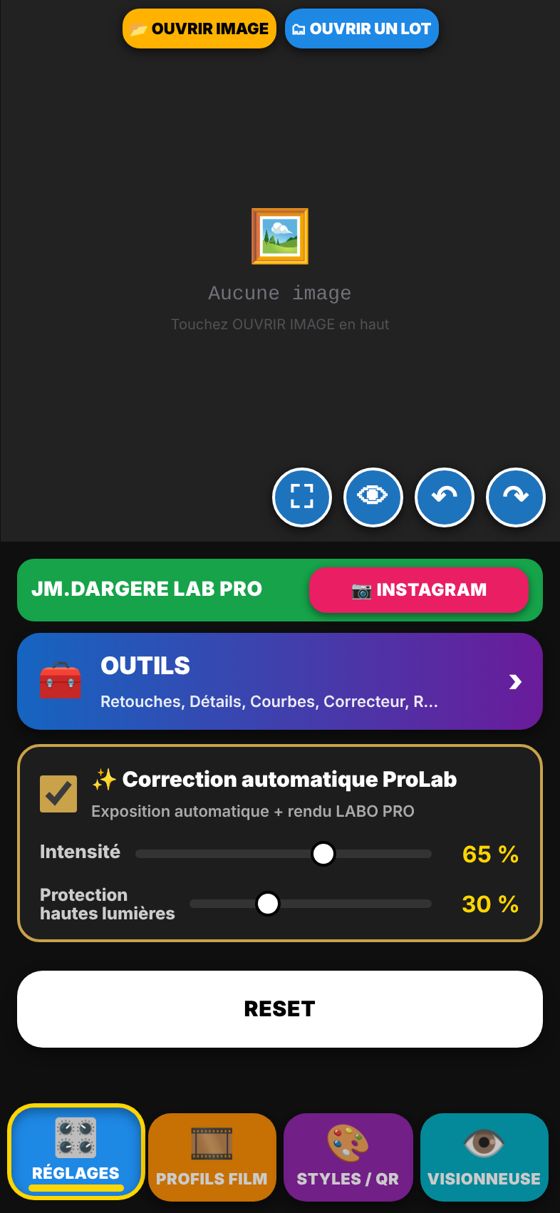 OUVRIR IMAGE
OUVRIR UN LOT
Aucune image
Touchez OUVRIR IMAGE en haut
JM.DARGERE LAB PRO
INSTAGRAM
OUTILS
Retouches, Détails, Courbes, Correcteur, R...
Correction automatique ProLab
Exposition automatique + rendu LABO PRO
Intensité
65 %
Protection
hautes lumières
30 %
RESET
RÉGLAGES
PROFILS FILM
STYLES / QR
VISIONNEUSE